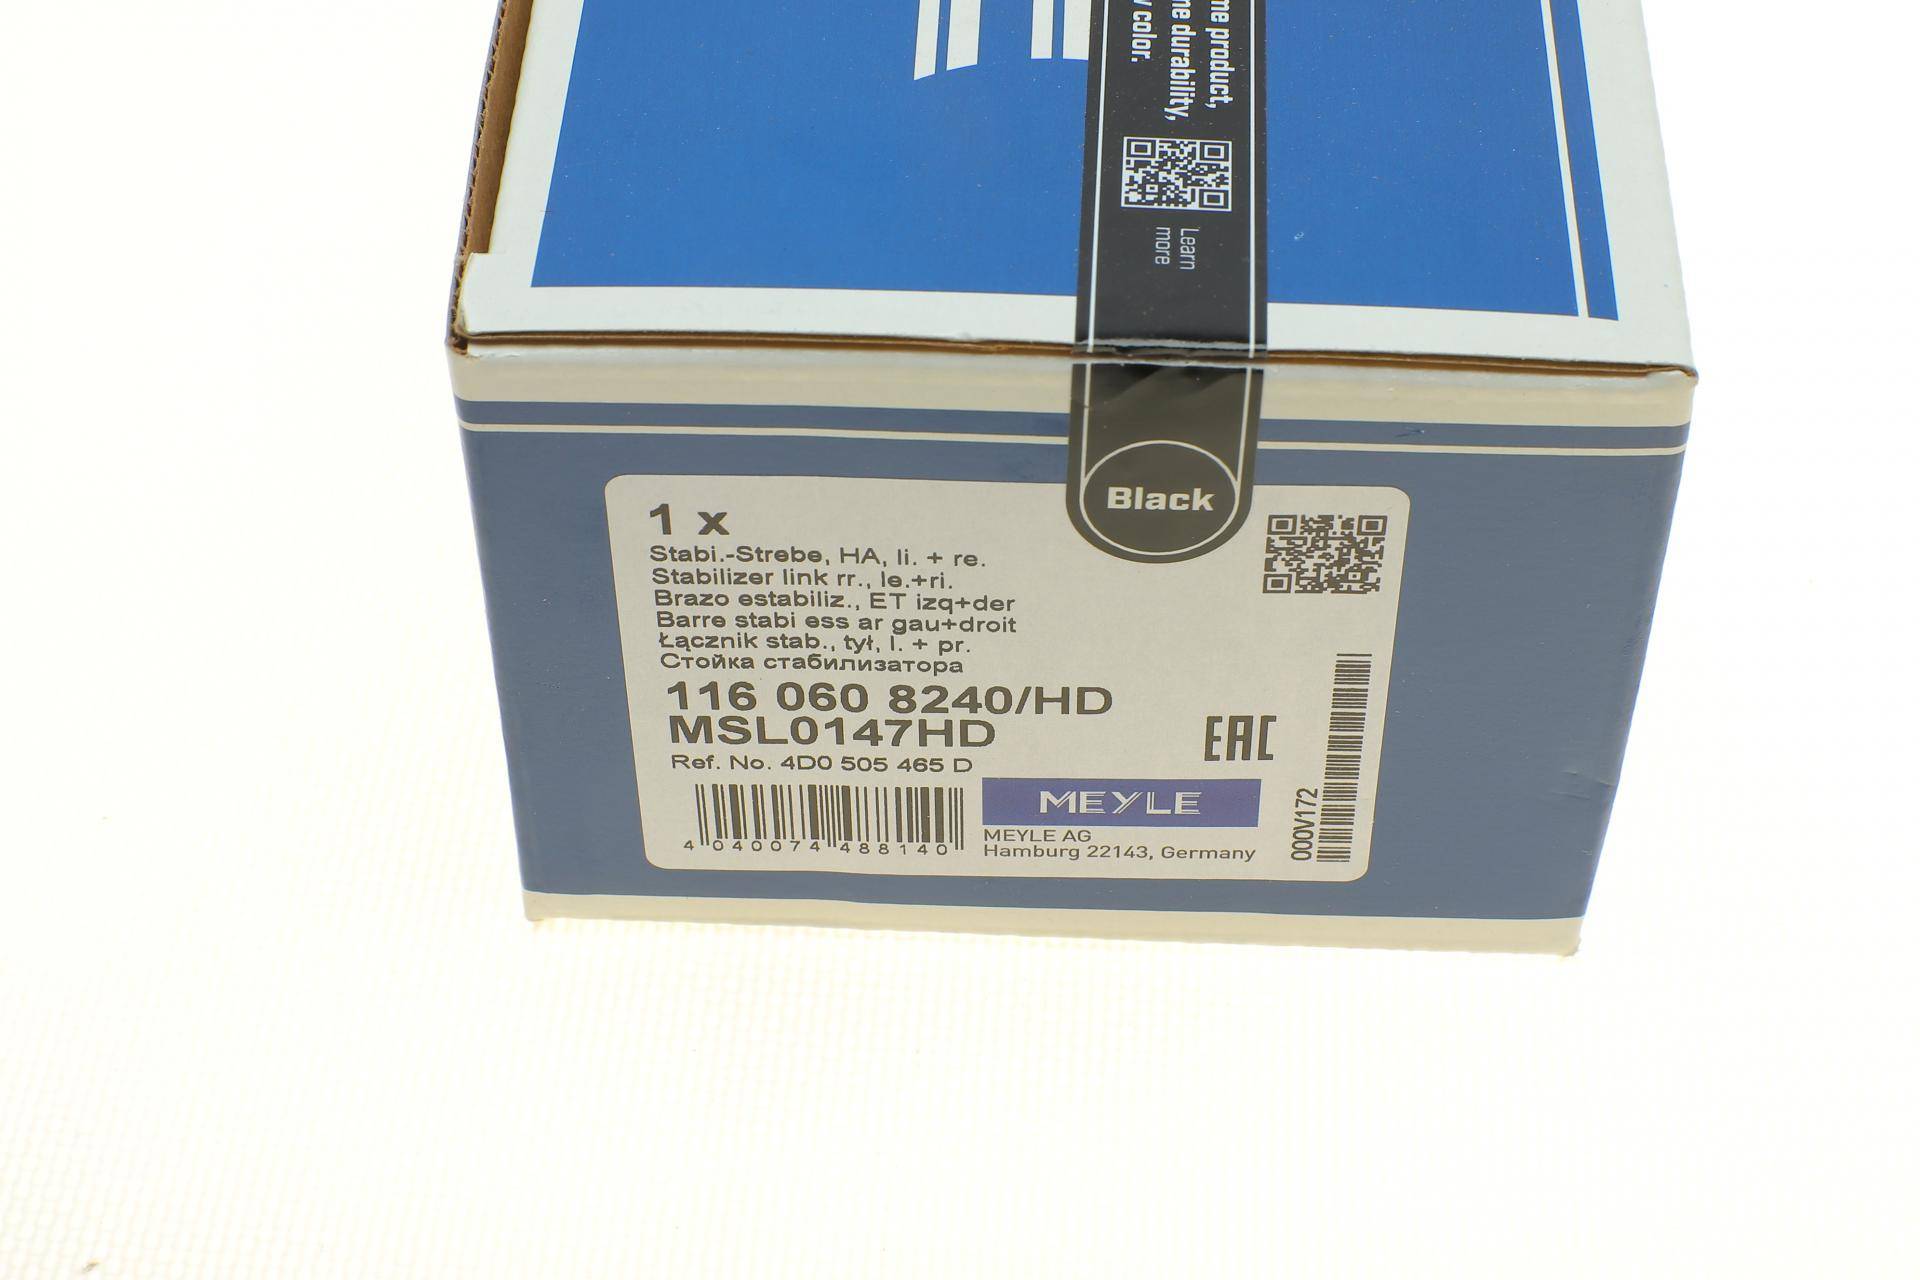 product,
durability,
color.
Learn
more
Black
1 x
Stabi.-Strebe, HA, li. + re.
Stabilizer link rr., le.+ri.
Brazo estabiliz., ET izq+der
Barre stabi ess ar gau+droit
Łącznik stab., tył, l. + pr.
Стойка стабилизатора
116 060 8240/HD
MSL0147HD
Ref. No. 4D0 505 465 D
EAC
4 040074 488140
MEYLE
MEYLE AG
Hamburg 22143, Germany
000V172